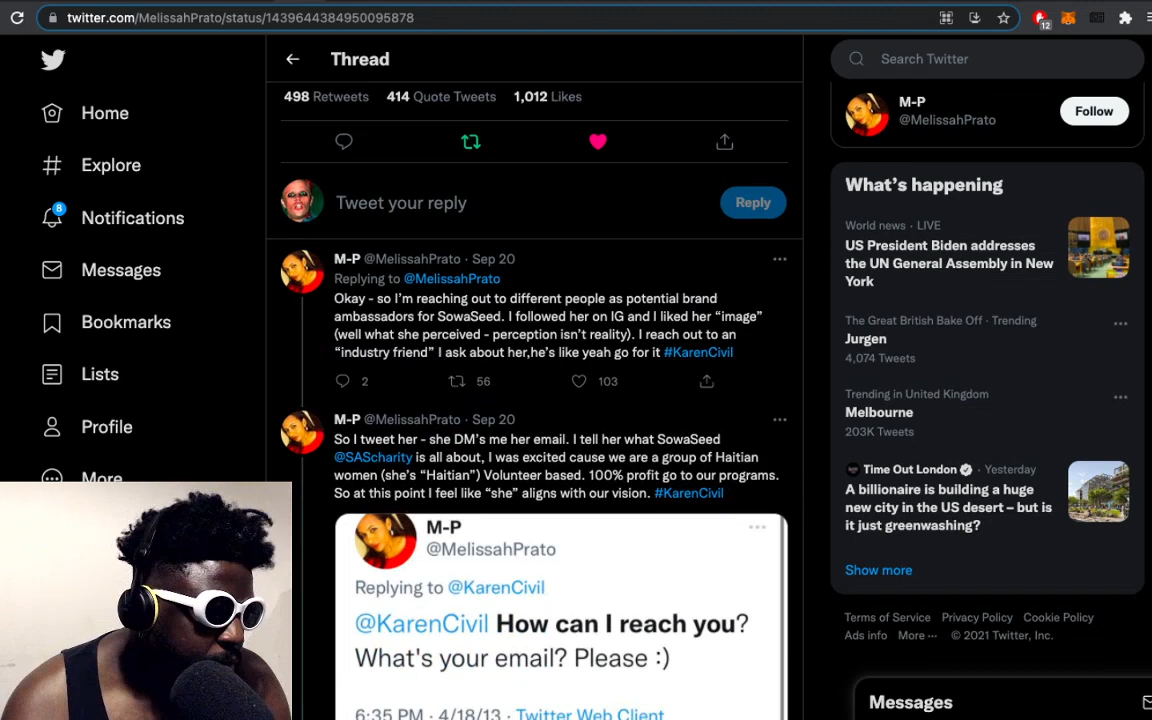 twitter.com/MelissahPrato/status/1439644384950095878
12
Thread
498 Retweets 414 Quote Tweets 1,012 Likes
Tweet your reply
Reply
Home
Explore
8
Notifications
Messages
Bookmarks
Lists
Profile
More
M-P @MelissahPrato · Sep 20
Replying to @MelissahPrato
Okay - so I'm reaching out to different people as potential brand
ambassadors for SowaSeed. I followed her on IG and I liked her “image”
(well what she perceived - perception isn't reality). I reach out to an
“industry friend” I ask about her,he's like yeah go for it #KarenCivil
2 56 103
M-P @MelissahPrato · Sep 20
So I tweet her - she DM's me her email. I tell her what SowaSeed
@SAScharity is all about, I was excited cause we are a group of Haitian
women (she's “Haitian”) Volunteer based. 100% profit go to our programs.
So at this point I feel like “she” aligns with our vision. #KarenCivil
M-P
@MelissahPrato
Replying to @KarenCivil
@KarenCivil How can I reach you?
What's your email? Please :)
6:35 PM · 4/18/13 · Twitter Web Client
Search Twitter
M-P
@MelissahPrato
Follow
What's happening
World news · LIVE
US President Biden addresses
the UN General Assembly in New
York
The Great British Bake Off · Trending
Jurgen
4,074 Tweets
Trending in United Kingdom
Melbourne
203K Tweets
Time Out London · Yesterday
A billionaire is building a huge
new city in the US desert – but is
it just greenwashing?
Show more
Terms of Service Privacy Policy Cookie Policy
Ads info More ··· © 2021 Twitter, Inc.
Messages